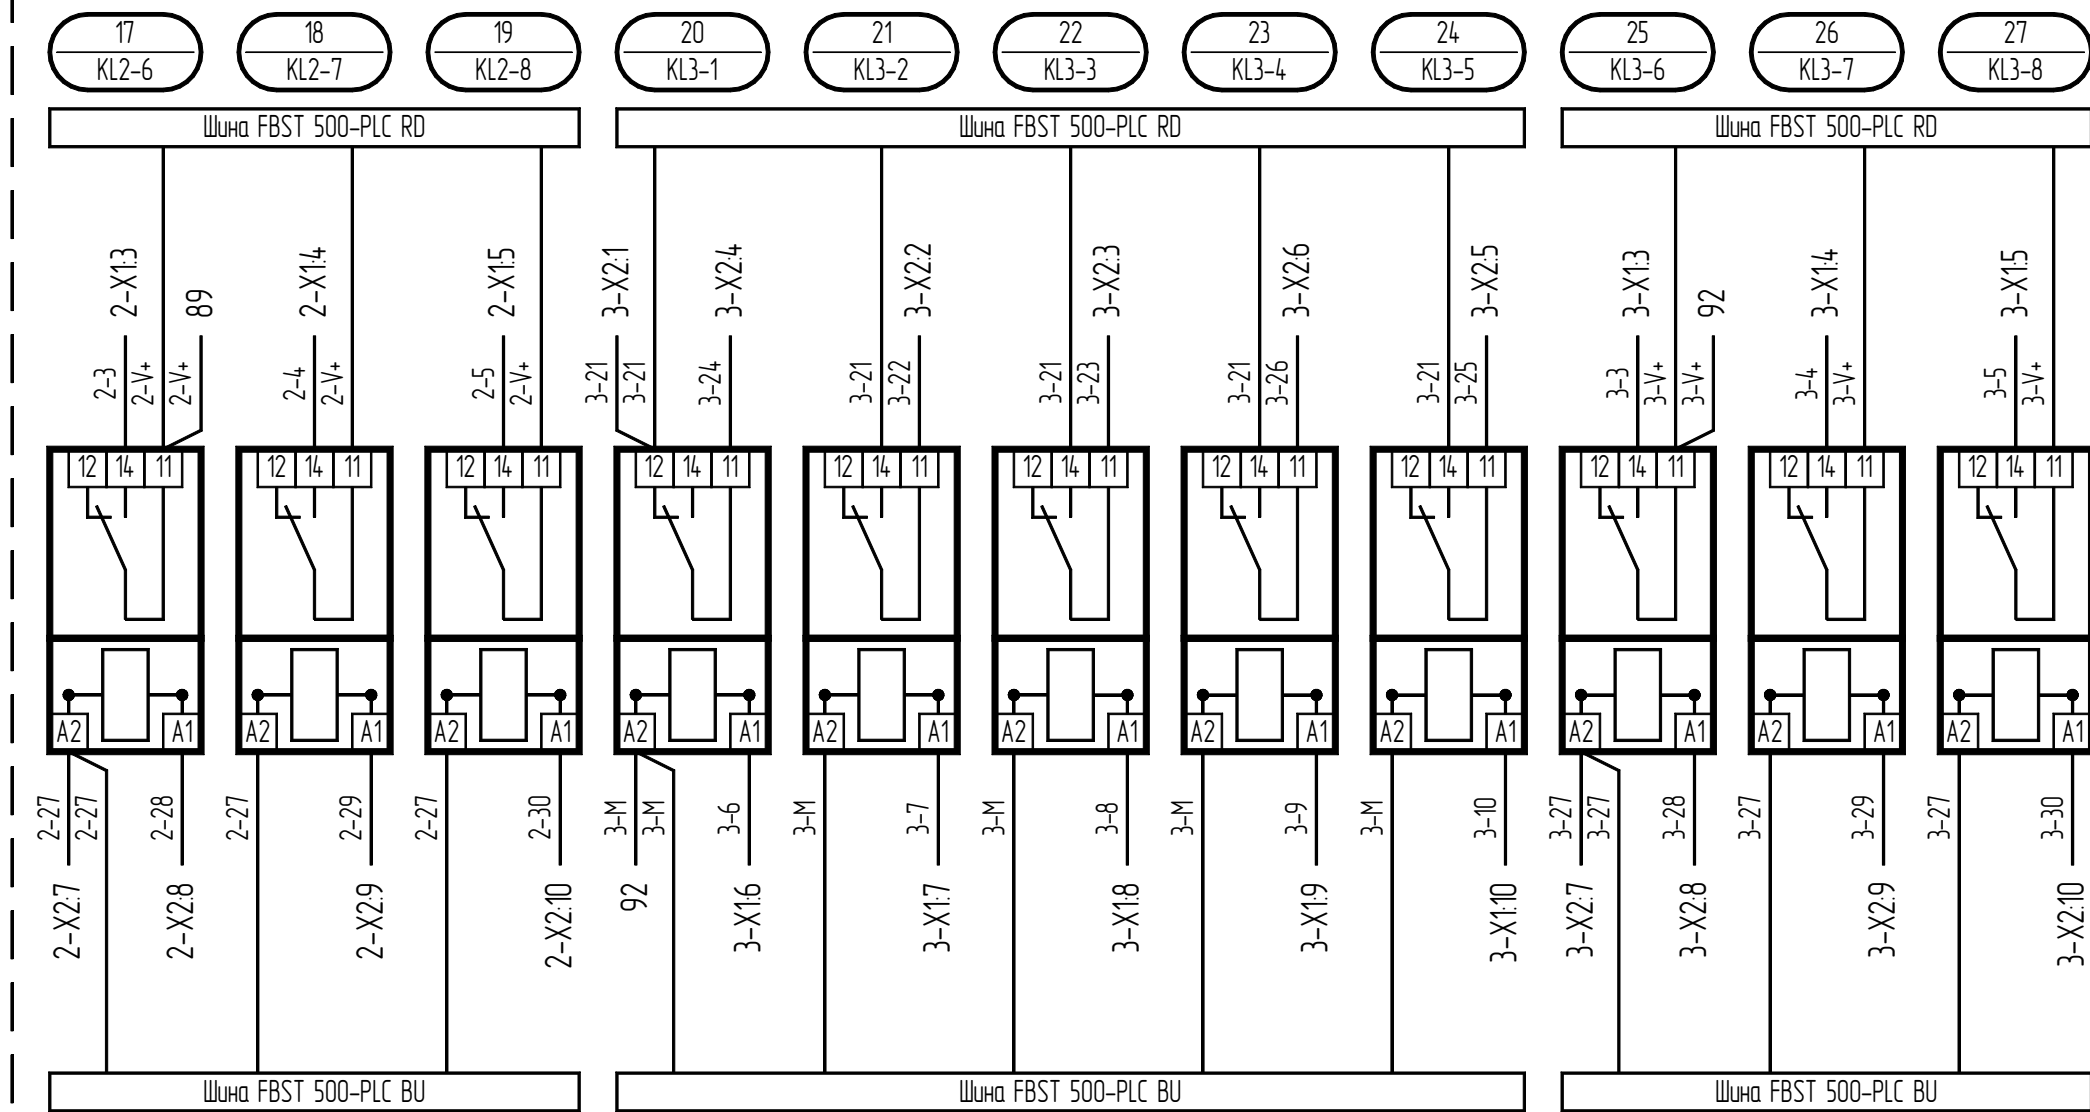 17 18 19 20 21 22 23 24 25 26 27
KL2-6 KL2-7 KL2-8 KL3-1 KL3-2 KL3-3 KL3-4 KL3-5 KL3-6 KL3-7 KL3-8
Шина FBST 500-PLC RD Шина FBST 500-PLC RD Шина FBST 500-PLC RD
2-X1:3 89 2-X1:4 2-X1:5 3-X2:1 3-X2:4 3-X2:2 3-X2:3 3-X2:6 3-X2:5 3-X1:3 92 3-X1:4 3-X1:5
2-3 2-V+ 2-V+ 2-4 2-V+ 2-5 2-V+ 3-21 3-21 3-24 3-21 3-22 3-21 3-23 3-21 3-26 3-21 3-25 3-3 3-V+ 3-V+ 3-4 3-V+ 3-5 3-V+
12 14 11 12 14 11 12 14 11 12 14 11 12 14 11 12 14 11 12 14 11 12 14 11 12 14 11 12 14 11 12 14 11
A2 A1 A2 A1 A2 A1 A2 A1 A2 A1 A2 A1 A2 A1 A2 A1 A2 A1 A2 A1 A2 A1
2-27 2-27 2-28 2-27 2-29 2-27 2-30 3-M 3-M 3-6 3-M 3-7 3-M 3-8 3-M 3-9 3-M 3-10 3-27 3-27 3-28 3-27 3-29 3-27 3-30
2-X2:7 2-X2:8 2-X2:9 2-X2:10 92 3-X1:6 3-X1:7 3-X1:8 3-X1:9 3-X1:10 3-X2:7 3-X2:8 3-X2:9 3-X2:10
Шина FBST 500-PLC BU Шина FBST 500-PLC BU Шина FBST 500-PLC BU